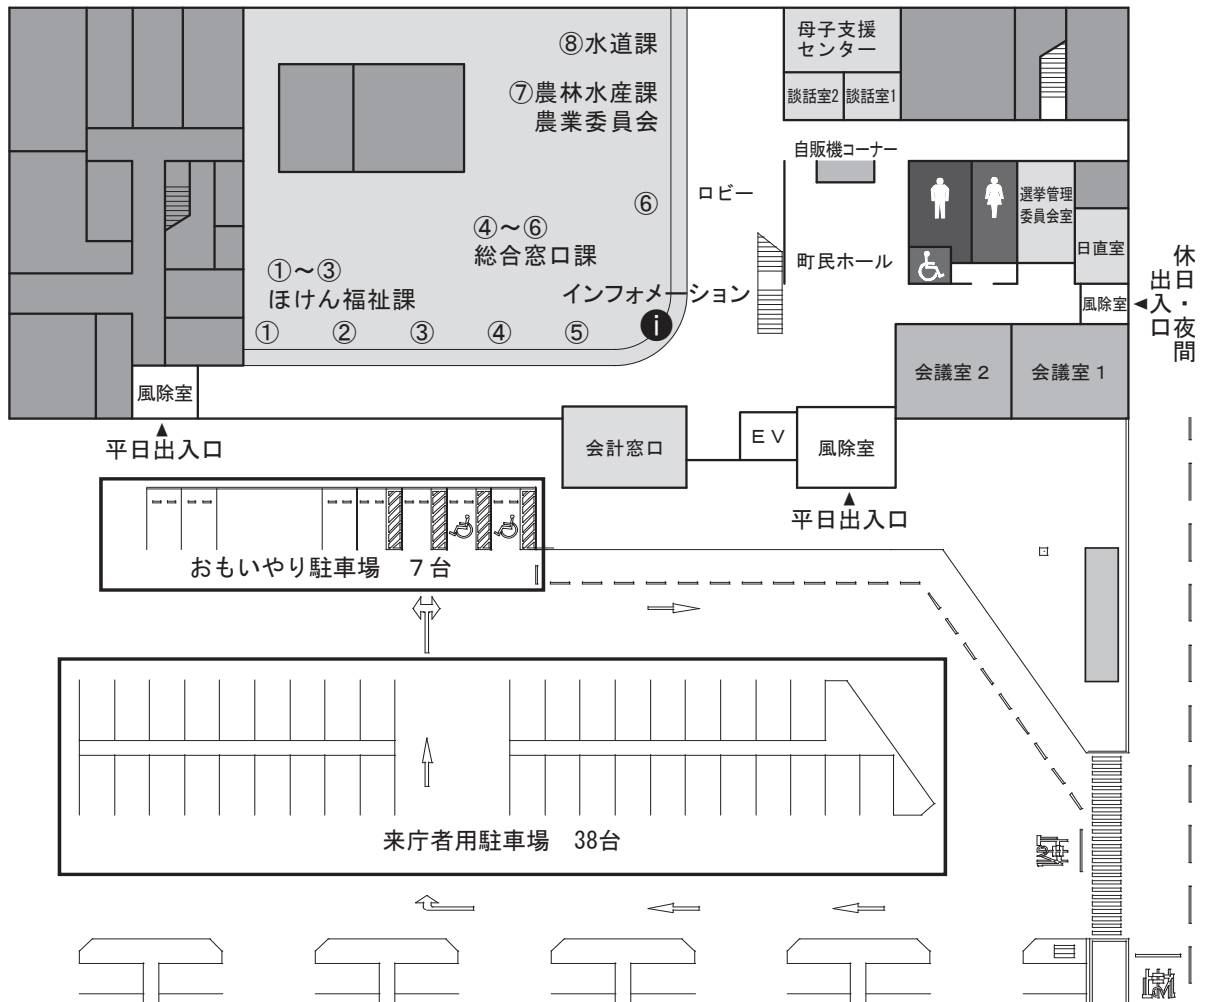 ⑧水道課
⑦農林水産課
農業委員会
⑥
④～⑥
総合窓口課
①～③
ほけん福祉課
インフォメーション
① ② ③ ④ ⑤ i
母子支援
センター
談話室2 談話室1
自販機コーナー
ロビー
町民ホール
選挙管理
委員会室
日直室
風除室
休日・夜間
出入口
会議室2
会議室1
風除室
平日出入口
会計窓口
EV
風除室
平日出入口
おもいやり駐車場 7台
来庁者用駐車場 38台